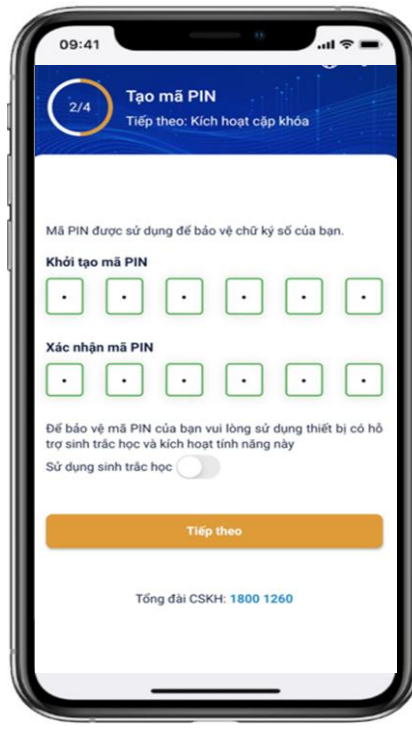 09:41
2/4
Tạo mã PIN
Tiếp theo: Kích hoạt cặp khóa
Mã PIN được sử dụng để bảo vệ chữ ký số của bạn.
Khởi tạo mã PIN
Xác nhận mã PIN
Để bảo vệ mã PIN của bạn vui lòng sử dụng thiết bị có hỗ
trợ sinh trắc học và kích hoạt tính năng này
Sử dụng sinh trắc học
Tiếp theo
Tổng đài CSKH: 1800 1260